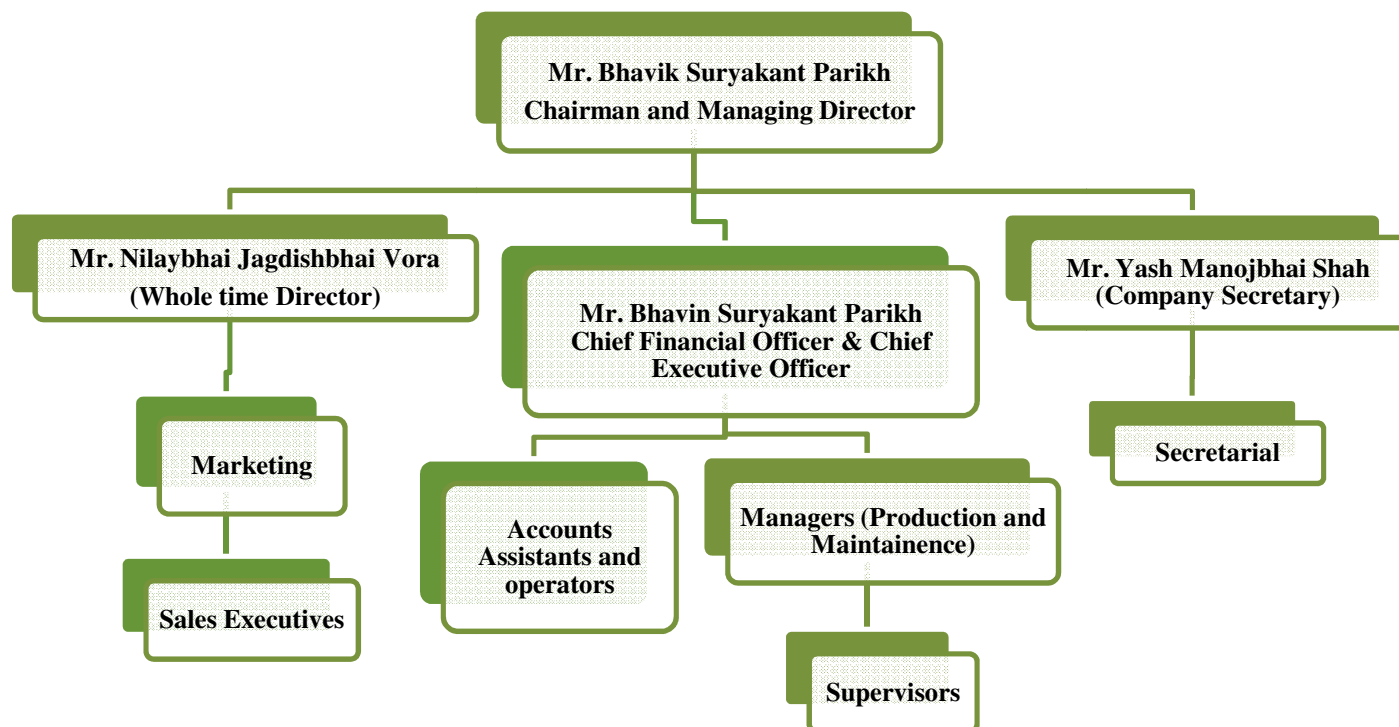 Mr. Bhavik Suryakant Parikh
Chairman and Managing Director
Mr. Nilaybhai Jagdishbhai Vora
(Whole time Director)
Mr. Bhavin Suryakant Parikh
Chief Financial Officer & Chief
Executive Officer
Mr. Yash Manojbhai Shah
(Company Secretary)
Marketing
Sales Executives
Accounts
Assistants and
operators
Managers (Production and
Maintainence)
Supervisors
Secretarial